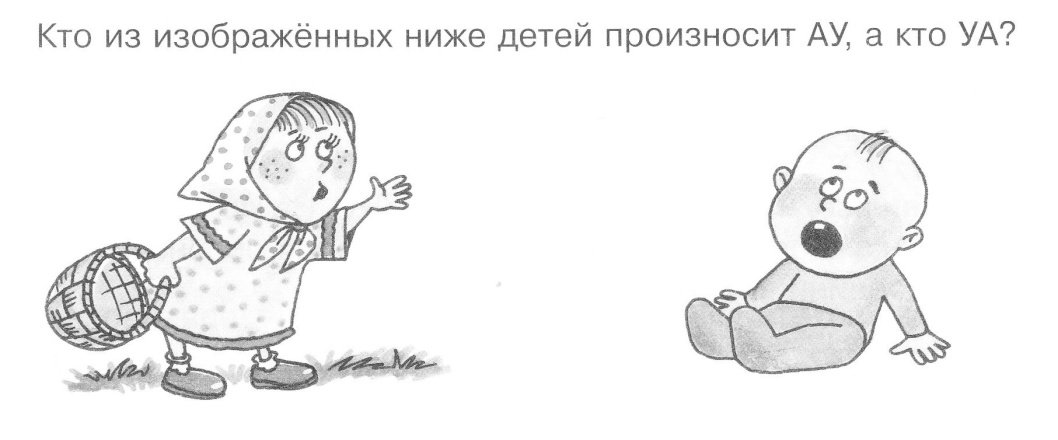 Кто из изображённых ниже детей произносит АУ, а кто УА?